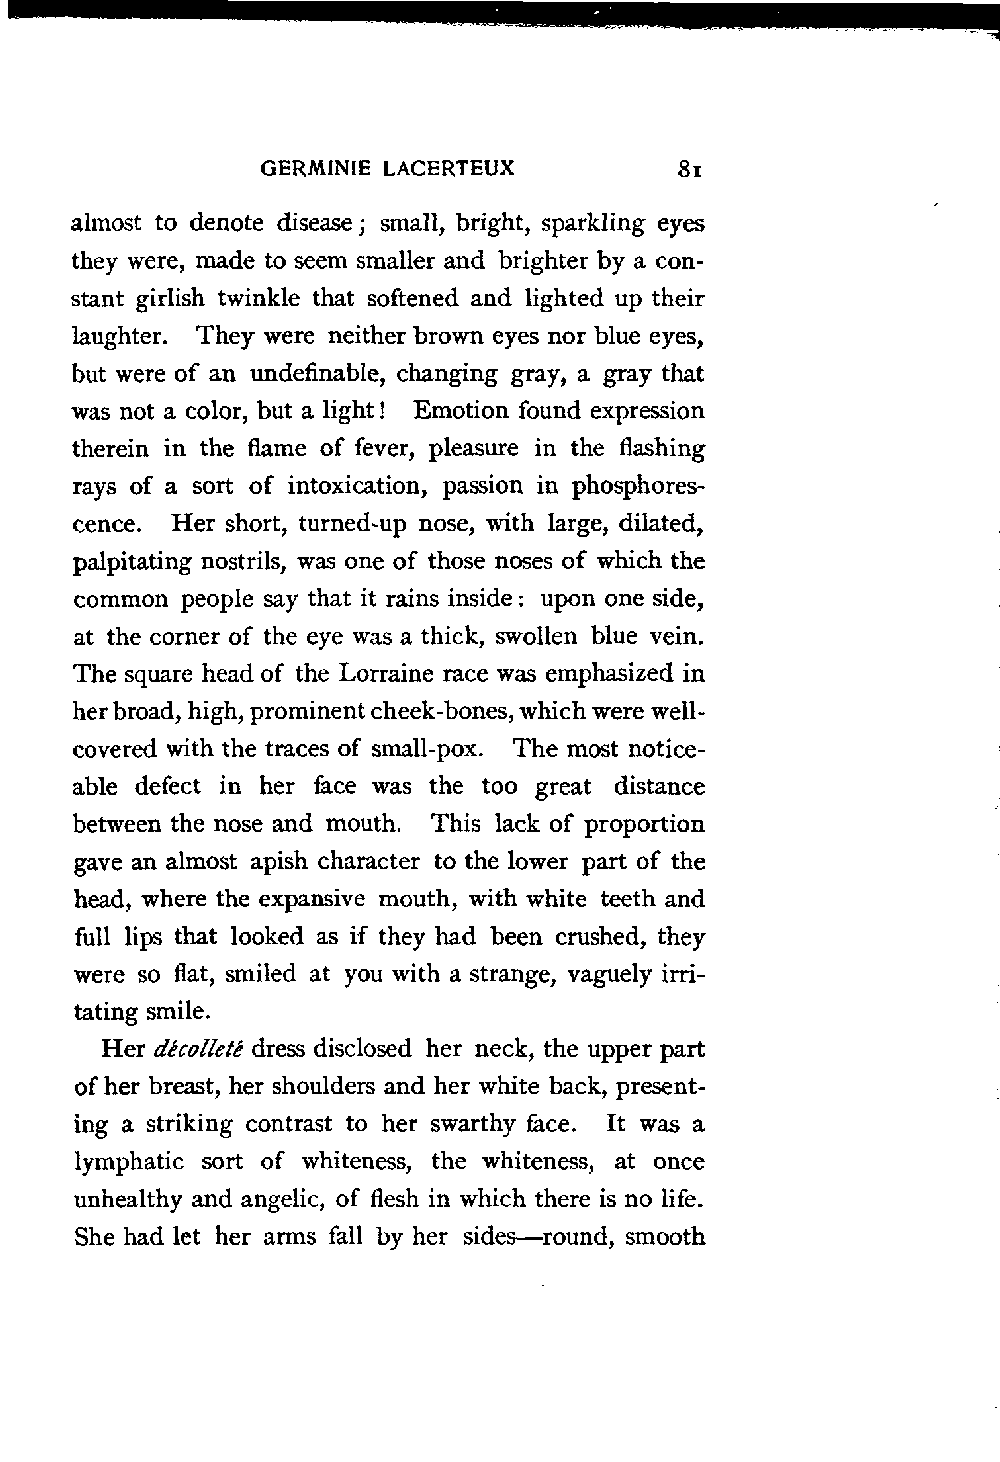 GERMINIE LACERTEUX 81
almost to denote disease; small, bright, sparkling eyes
they were, made to seem smaller and brighter by a con-
stant girlish twinkle that softened and lighted up their
laughter. They were neither brown eyes nor blue eyes,
but were of an undefinable, changing gray, a gray that
was not a color, but a light! Emotion found expression
therein in the flame of fever, pleasure in the flashing
rays of a sort of intoxication, passion in phosphores-
cence. Her short, turned-up nose, with large, dilated,
palpitating nostrils, was one of those noses of which the
common people say that it rains inside: upon one side,
at the corner of the eye was a thick, swollen blue vein.
The square head of the Lorraine race was emphasized in
her broad, high, prominent cheek-bones, which were well-
covered with the traces of small-pox. The most notice-
able defect in her face was the too great distance
between the nose and mouth. This lack of proportion
gave an almost apish character to the lower part of the
head, where the expansive mouth, with white teeth and
full lips that looked as if they had been crushed, they
were so flat, smiled at you with a strange, vaguely irri-
tating smile.
Her décolleté dress disclosed her neck, the upper part
of her breast, her shoulders and her white back, present-
ing a striking contrast to her swarthy face. It was a
lymphatic sort of whiteness, the whiteness, at once
unhealthy and angelic, of flesh in which there is no life.
She had let her arms fall by her sides—round, smooth